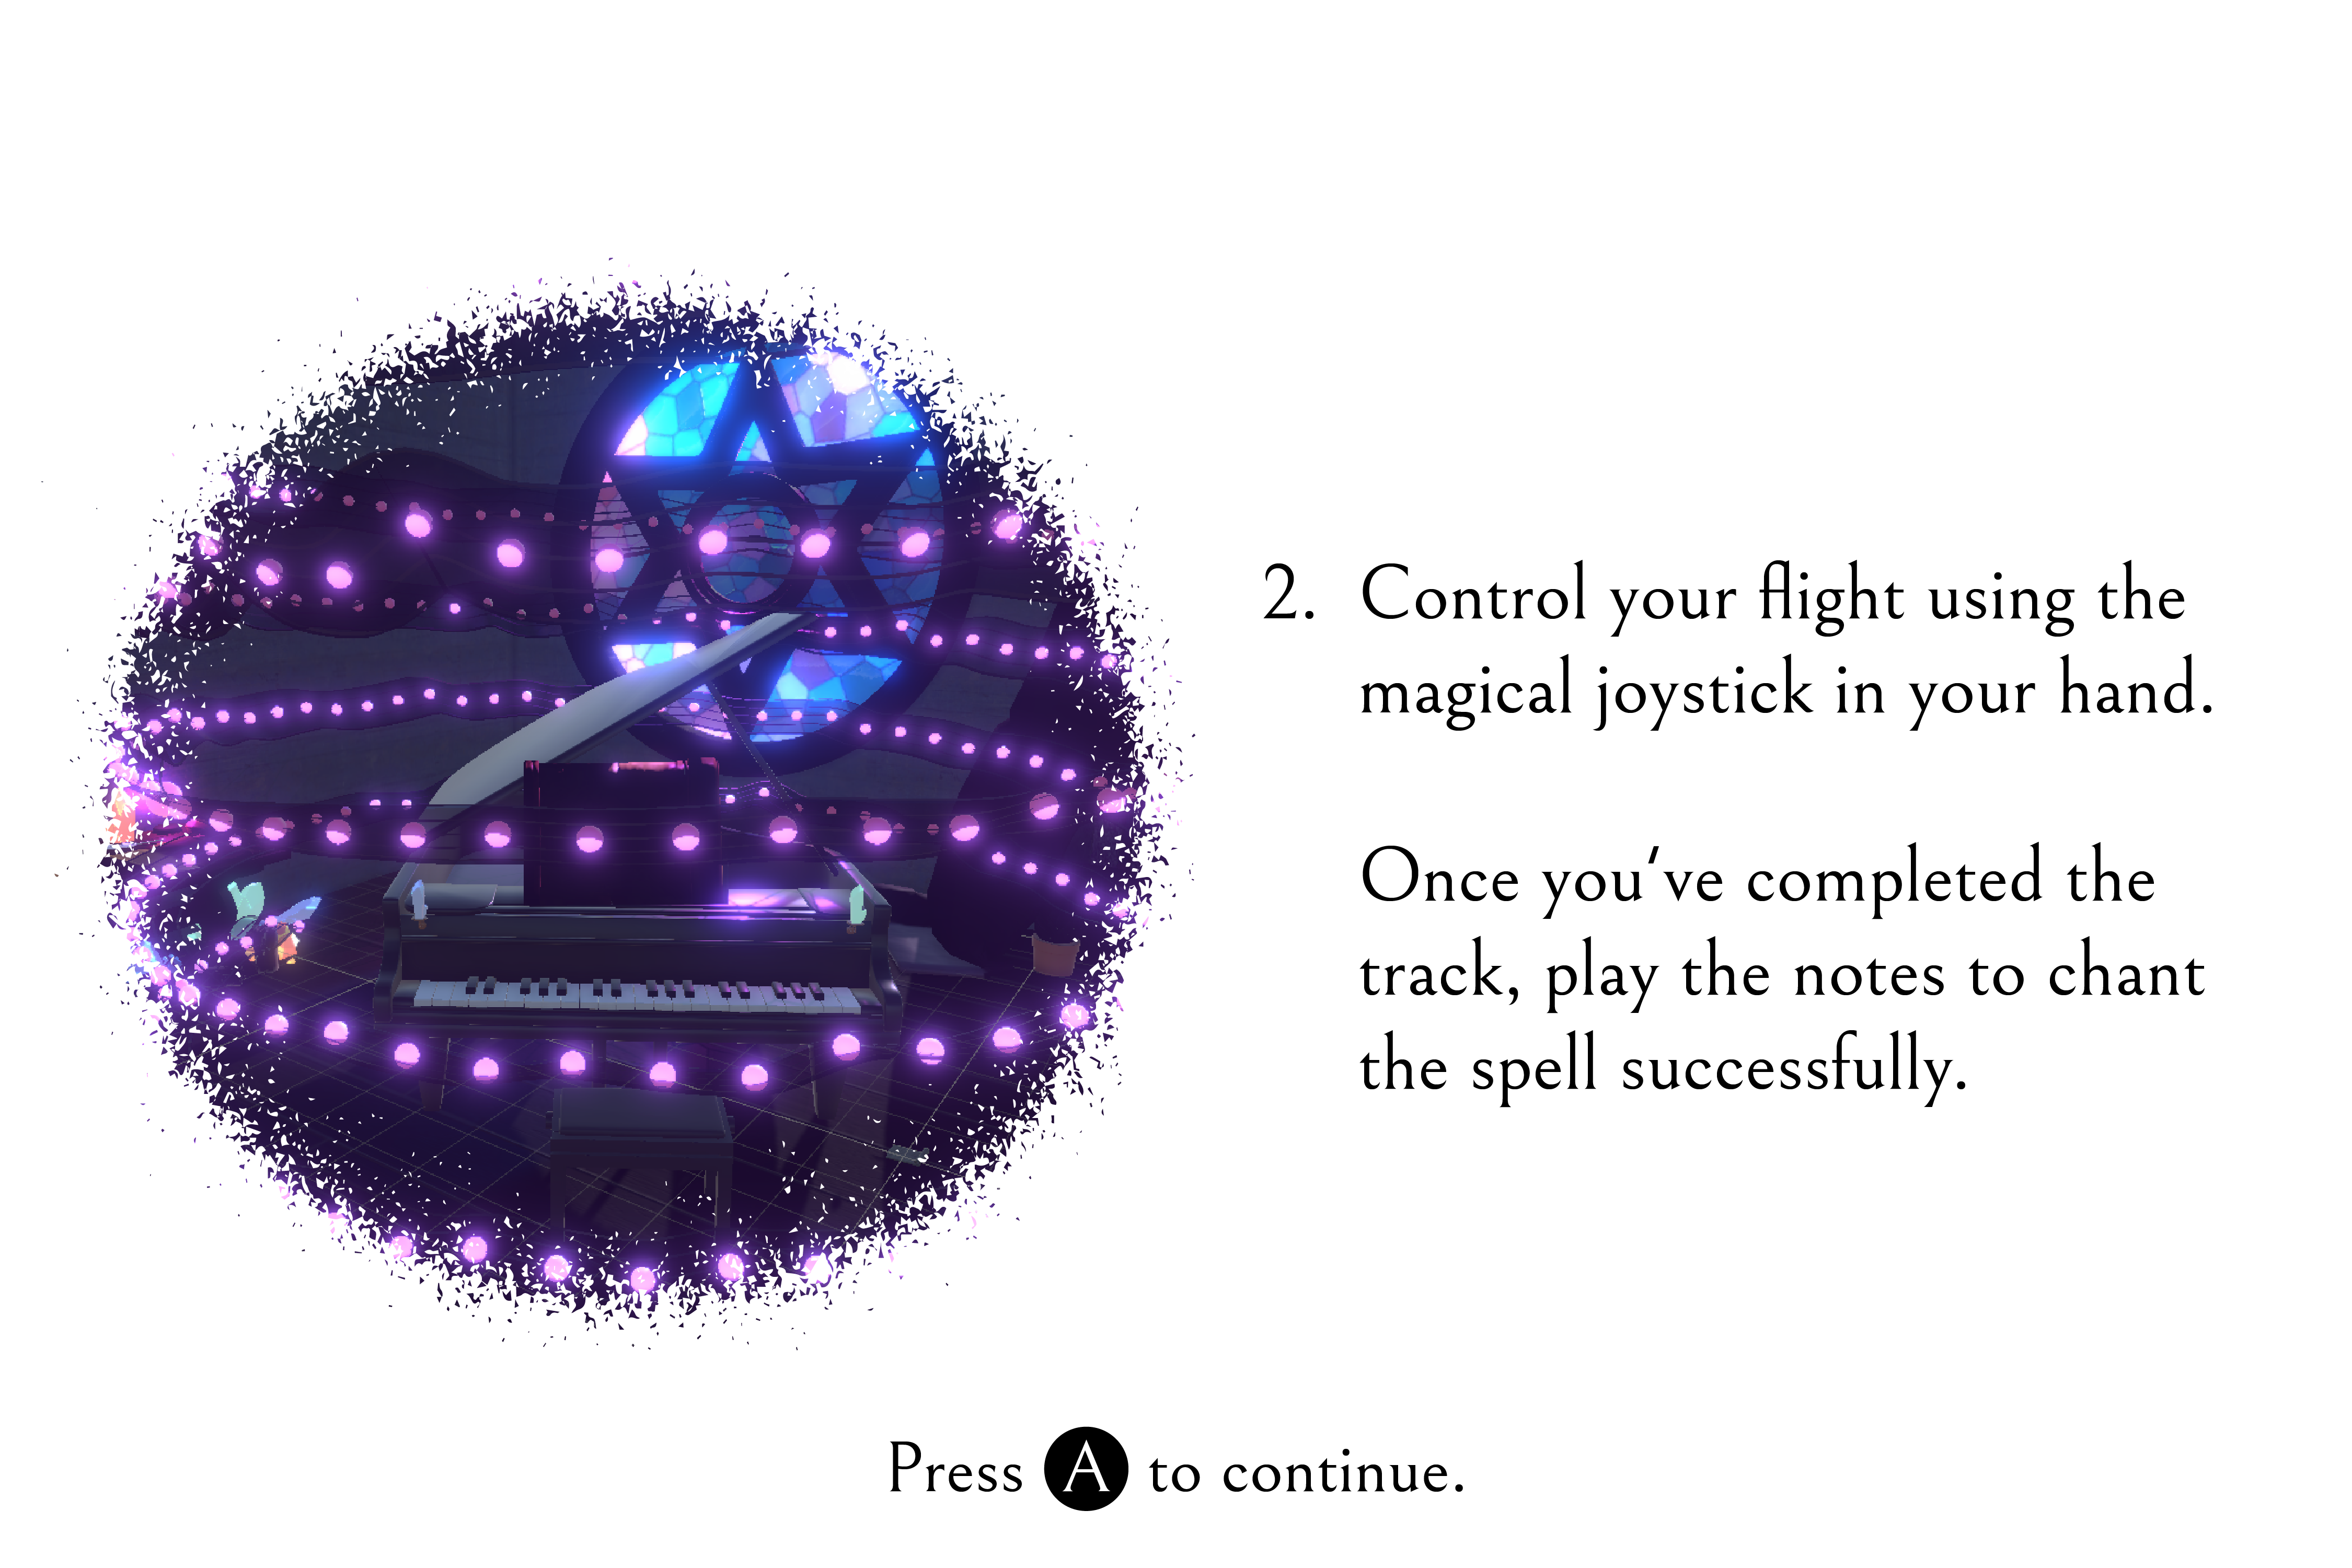 2. Control your flight using the
magical joystick in your hand.
Once you've completed the
track, play the notes to chant
the spell successfully.
Press A to continue.